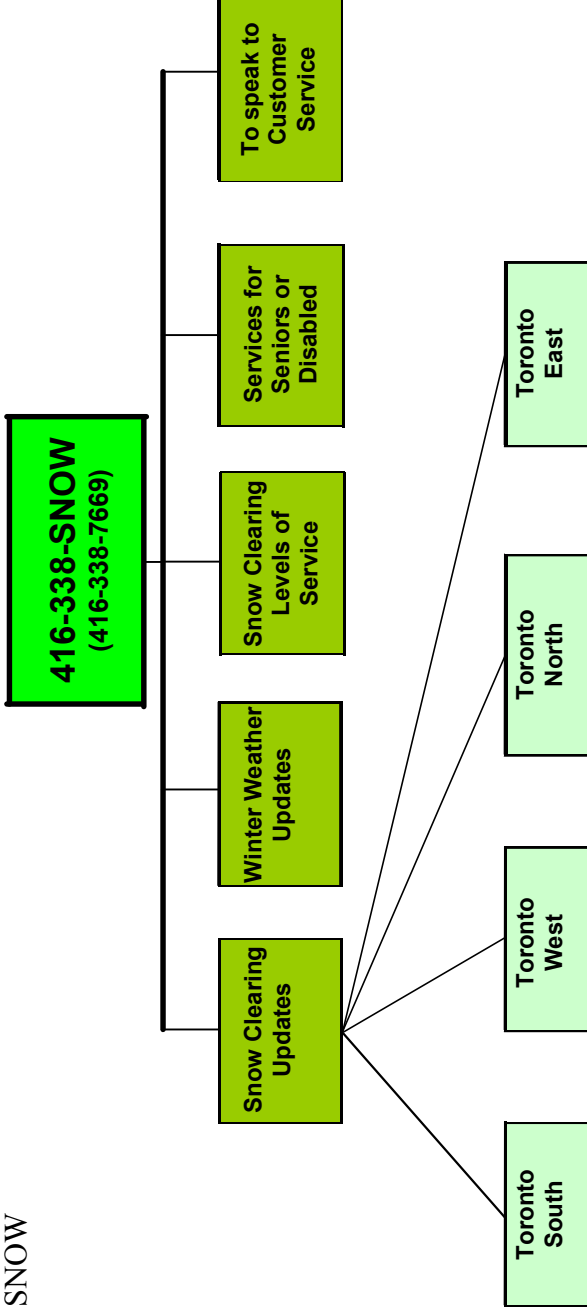 SNOW
416-338-SNOW
(416-338-7669)
Snow Clearing
Updates
Winter Weather
Updates
Snow Clearing
Levels of
Service
Services for
Seniors or
Disabled
To speak to
Customer
Service
Toronto
South
Toronto
West
Toronto
North
Toronto
East